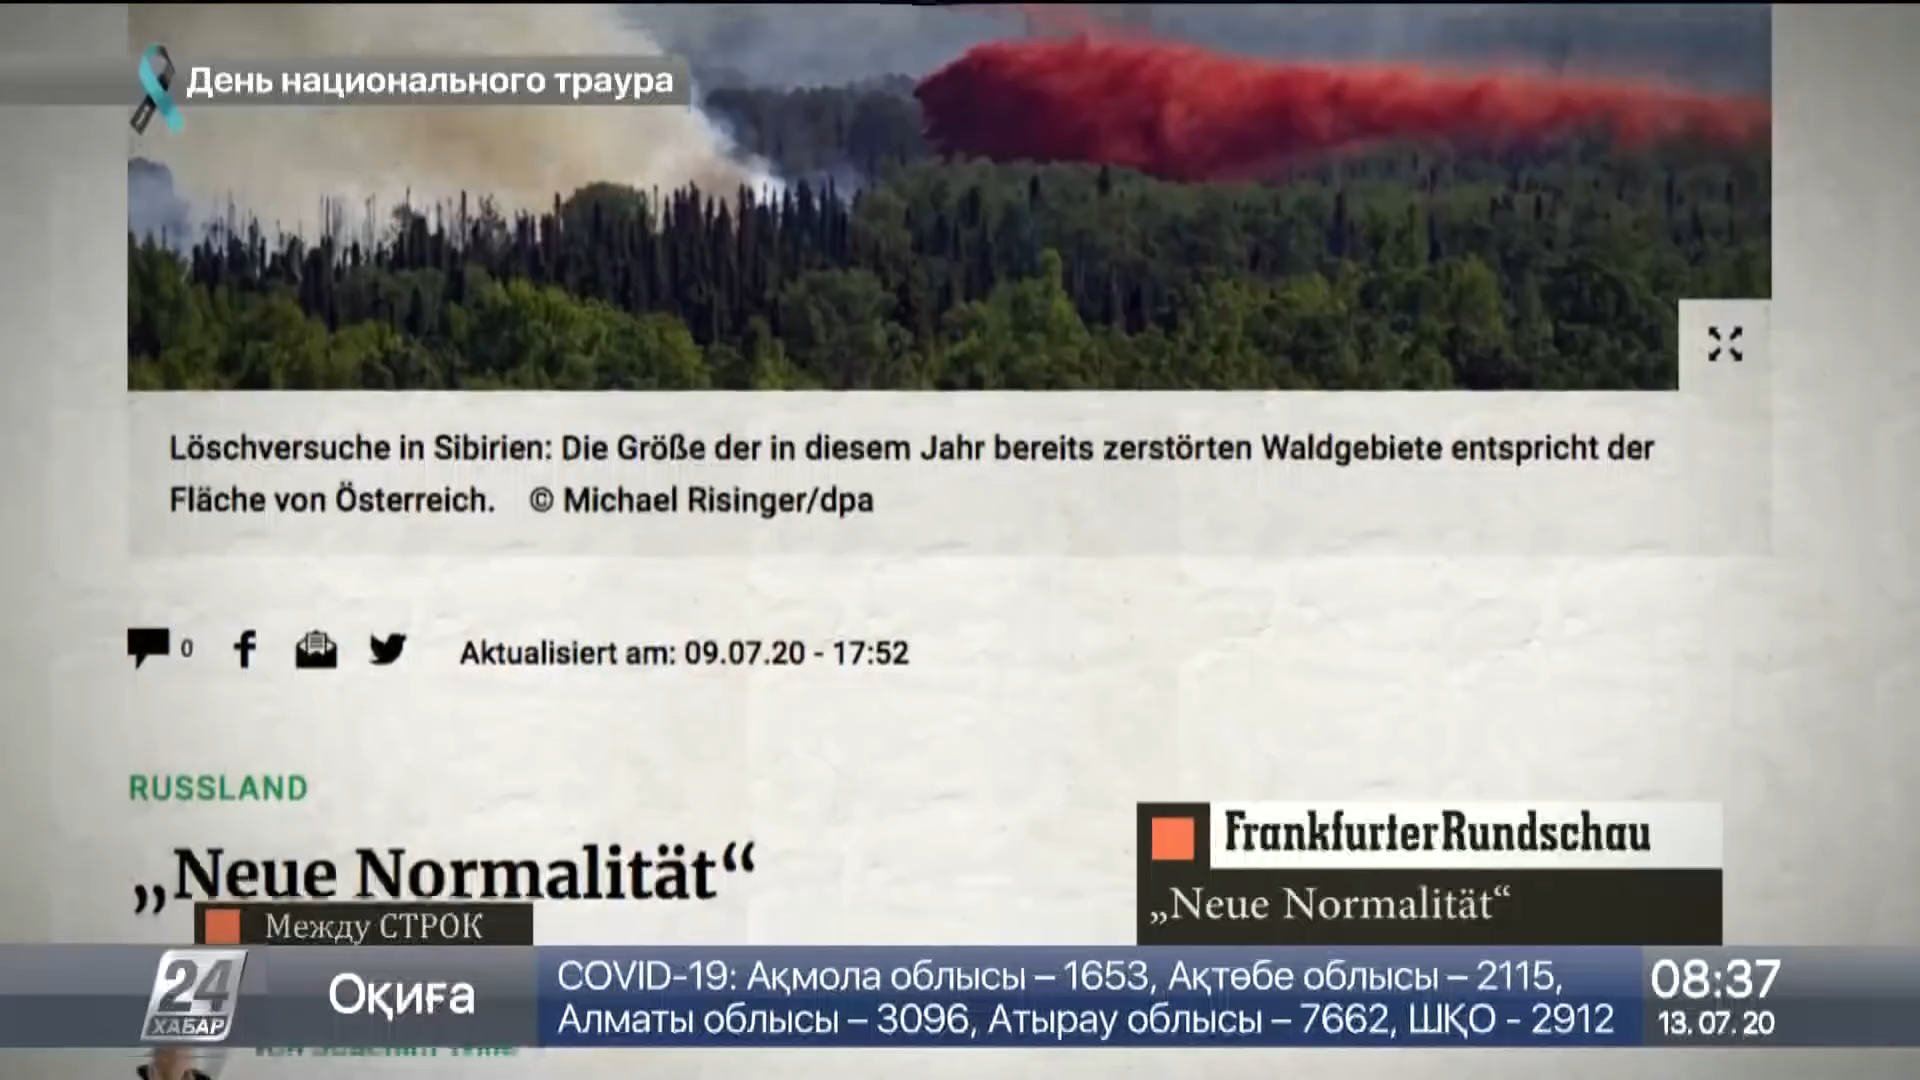 День национального траура
Löschversuche in Sibirien: Die Größe der in diesem Jahr bereits zerstörten Waldgebiete entspricht der
Fläche von Österreich. © Michael Risinger/dpa
0
Aktualisiert am: 09.07.20 - 17:52
RUSSLAND
„Neue Normalität“
FrankfurterRundschau
„Neue Normalität“
Между СТРОК
24
ХАБАР
Оқиға
COVID-19: Ақмола облысы – 1653, Ақтөбе облысы – 2115,
Алматы облысы – 3096, Атырау облысы – 7662, ШҚО - 2912
08:37
13.07.20